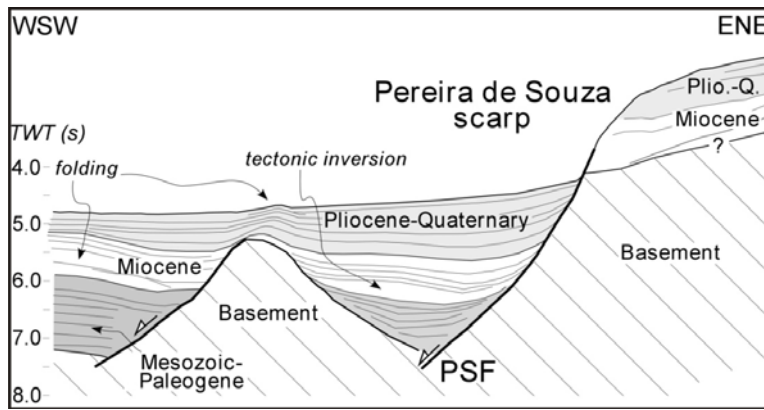 WSW
ENE
Plio.-Q.
Pereira de Souza
scarp
Miocene
?
TWT (s)
4.0
folding
tectonic inversion
5.0
Pliocene-Quaternary
Miocene
Basement
6.0
Basement
7.0
Mesozoic-
Paleogene
PSF
8.0